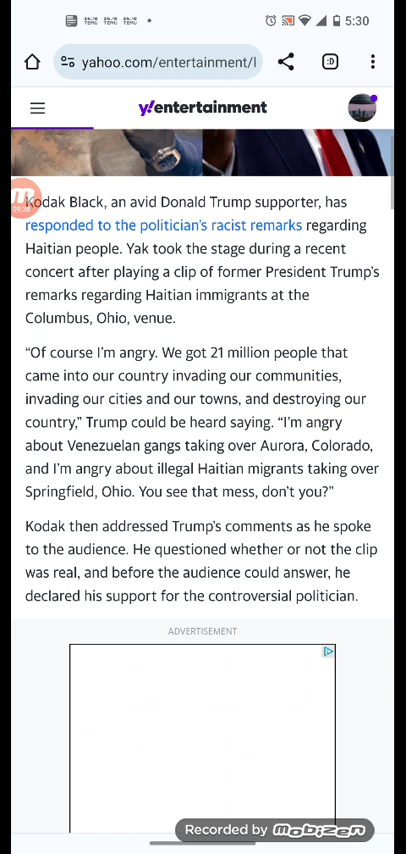 5:30
yahoo.com/entertainment/
:D
y!entertainment
Kodak Black, an avid Donald Trump supporter, has
responded to the politician's racist remarks regarding
Haitian people. Yak took the stage during a recent
concert after playing a clip of former President Trump's
remarks regarding Haitian immigrants at the
Columbus, Ohio, venue.
“Of course I'm angry. We got 21 million people that
came into our country invading our communities,
invading our cities and our towns, and destroying our
country,” Trump could be heard saying. “I'm angry
about Venezuelan gangs taking over Aurora, Colorado,
and I'm angry about illegal Haitian migrants taking over
Springfield, Ohio. You see that mess, don't you?”
Kodak then addressed Trump's comments as he spoke
to the audience. He questioned whether or not the clip
was real, and before the audience could answer, he
declared his support for the controversial politician.
ADVERTISEMENT
Recorded by mobizen